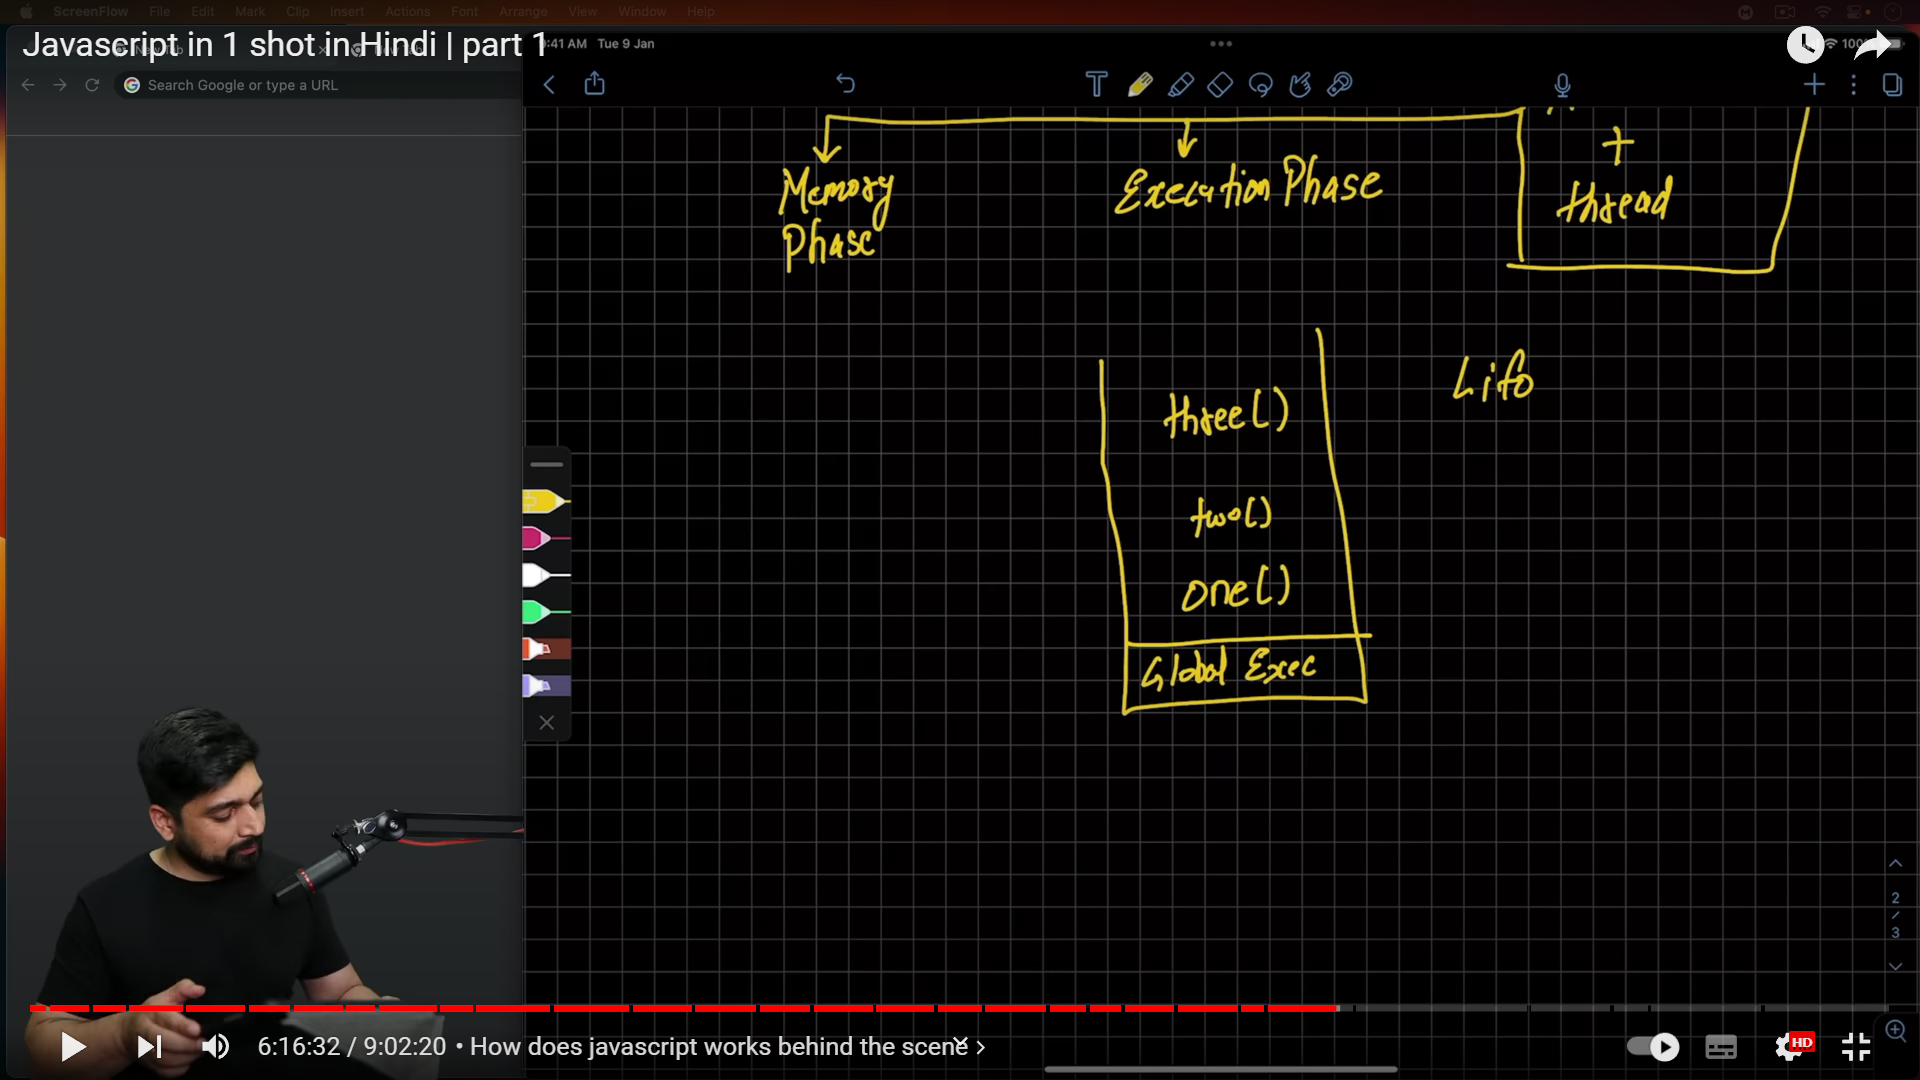 ScreenFlow File Edit Mark Clip Insert Actions Font Arrange View Window Help
Javascript in 1 shot in Hindi | part 1
:41 AM Tue 9 Jan
100%
Search Google or type a URL
+
thread
Memory
Phase
Execution Phase
Lifo
three()
two()
one()
Global Exec
2
/
3
6:16:32 / 9:02:20 • How does javascript works behind the scene >
HD